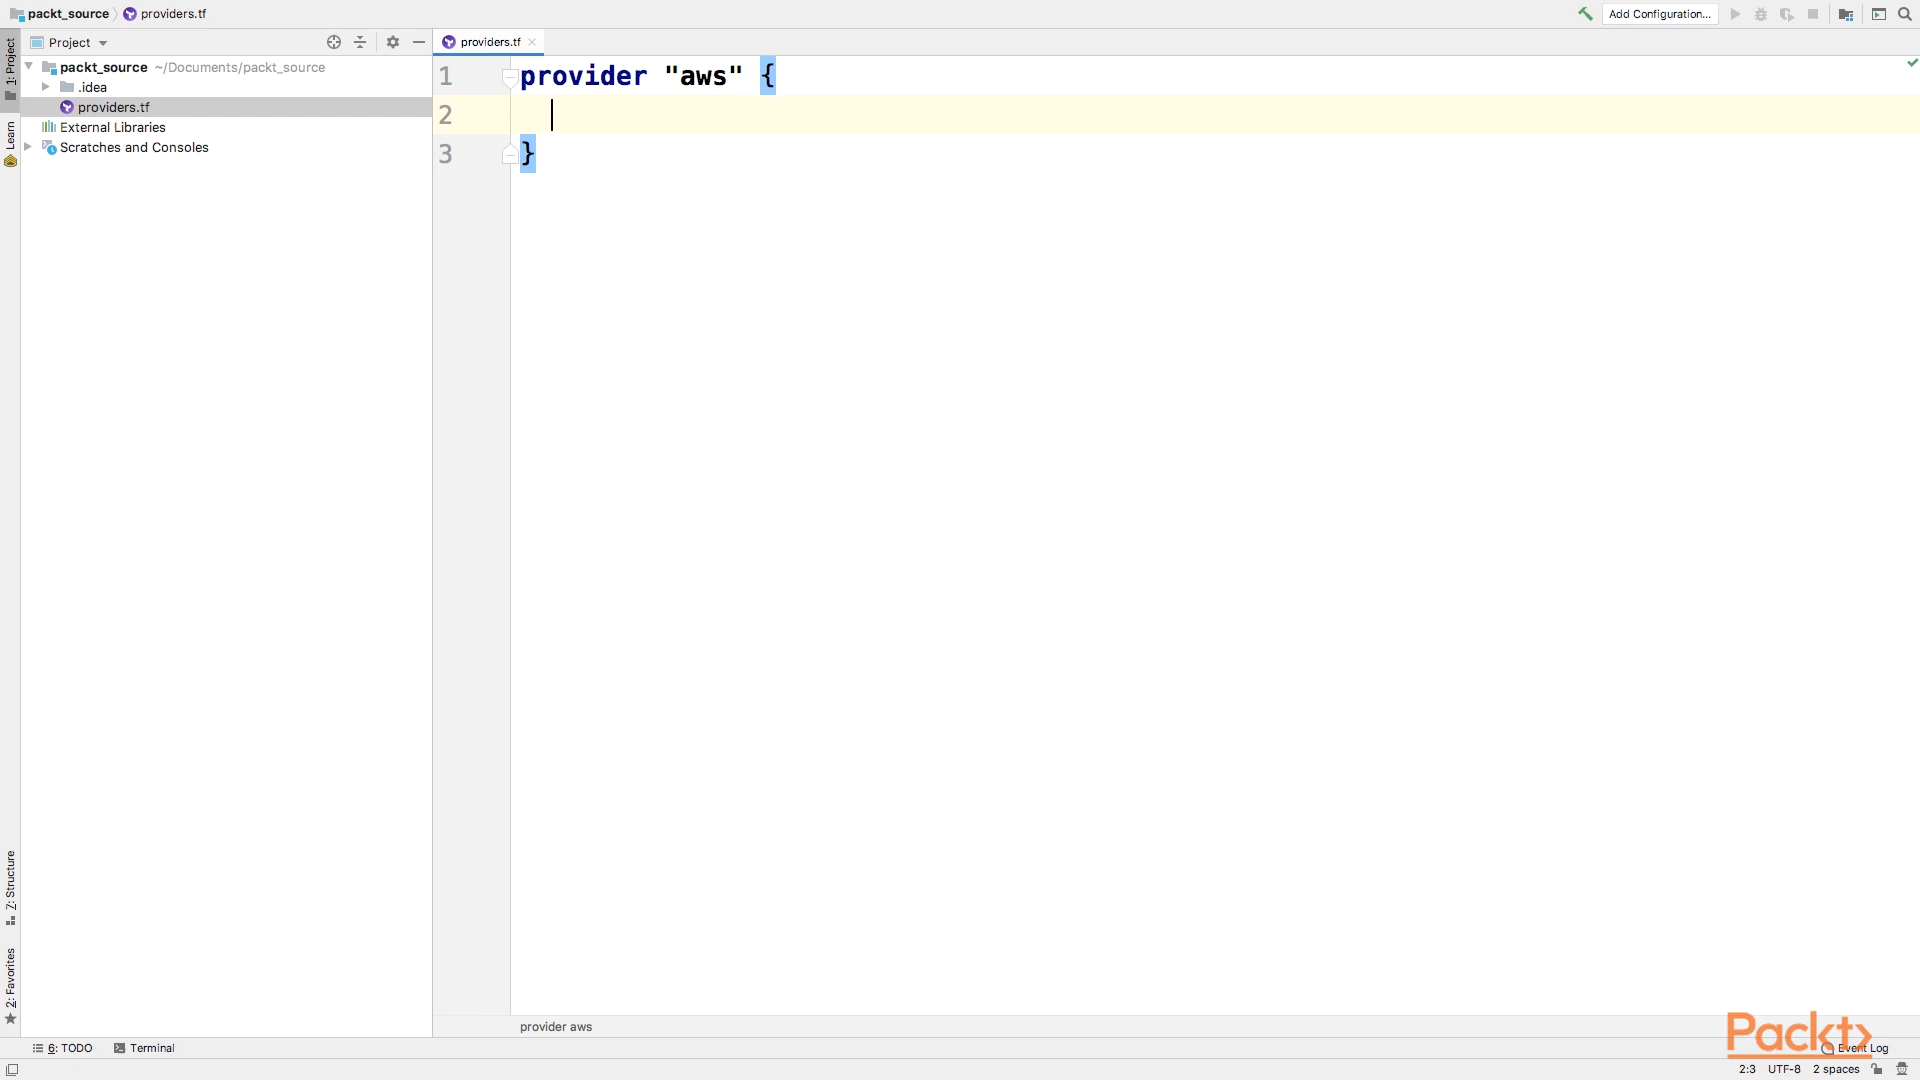 packt_source providers.tf
Add Configuration...
1: Project
Project
providers.tf
packt_source ~/Documents/packt_source
.idea
providers.tf
External Libraries
Scratches and Consoles
Learn
1 provider "aws" {
2
3 }
7: Structure
2: Favorites
provider aws
Packt
6: TODO
Terminal
Event Log
2:3 UTF-8 2 spaces